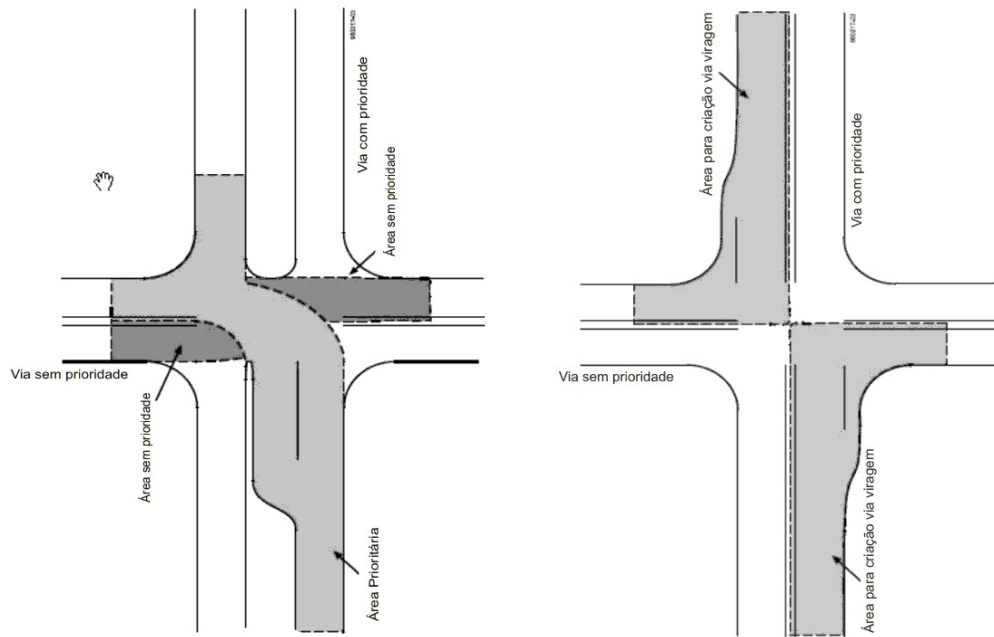 Via com prioridade
Área sem prioridade
Via sem prioridade
Área sem prioridade
Área Prioritária
Área para criação via viragem
Via com prioridade
Via sem prioridade
Área para criação via viragem